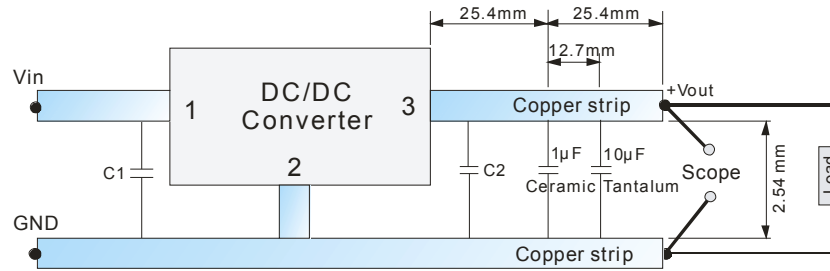 25.4mm
25.4mm
12.7mm
Vin
DC/DC
Converter
1
3
2
Copper strip
+Vout
C1
C2
1µF
10µF
Ceramic
Tantalum
Scope
2.54 mm
GND
Copper strip